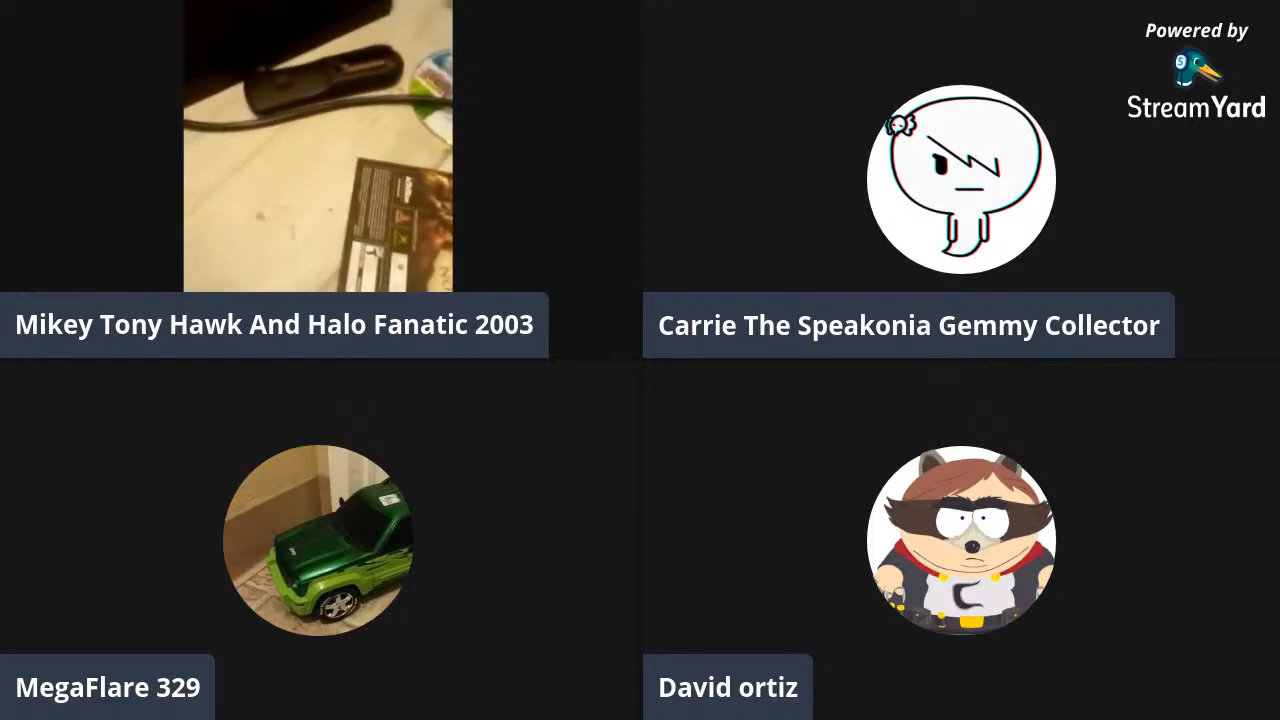 Powered by
StreamYard
Mikey Tony Hawk And Halo Fanatic 2003
Carrie The Speakonia Gemmy Collector
MegaFlare 329
David ortiz